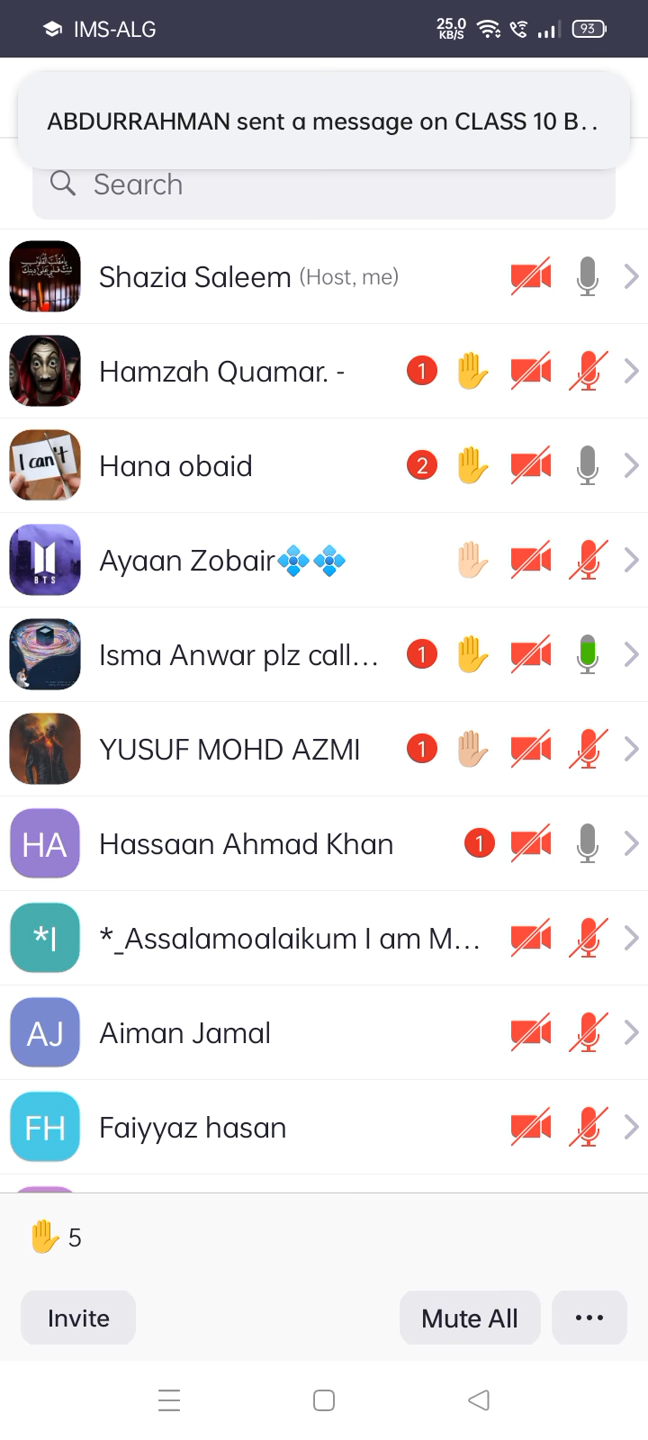 IMS-ALG
25.0
KB/S
93
ABDURRAHMAN sent a message on CLASS 10 B..
Search
Shazia Saleem (Host, me)
Hamzah Quamar. - 1
I can't
Hana obaid 2
BTS
Ayaan Zobair
Isma Anwar plz call... 1
YUSUF MOHD AZMI 1
HA Hassaan Ahmad Khan 1
*I *_Assalamoalaikum I am M...
AJ Aiman Jamal
FH Faiyyaz hasan
5
Invite Mute All ...